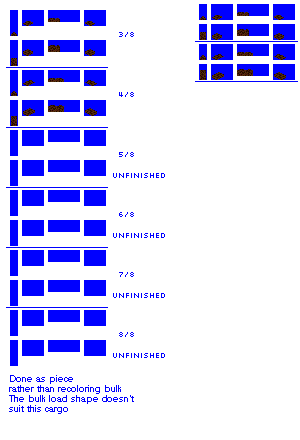 3/8
4/8
5/8
UNFINISHED
6/8
UNFINISHED
7/8
UNFINISHED
8/8
UNFINISHED
Done as piece
rather than recoloring bulk
The bulk load shape doesn't
suit this cargo